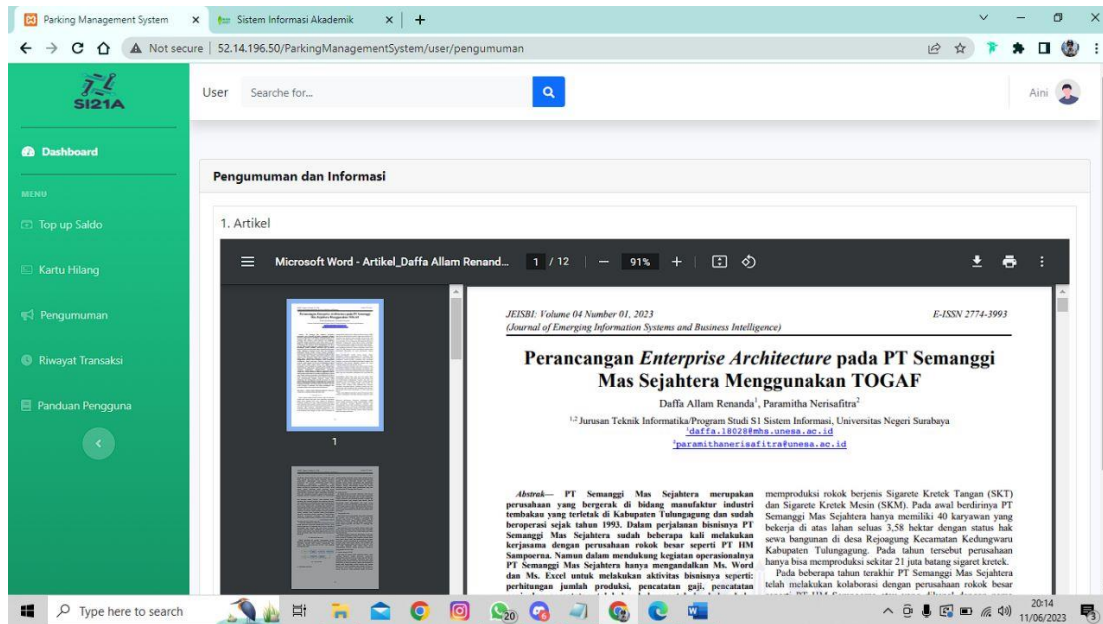 Parking Management System
Sistem Informasi Akademik
Not secure
52.14.196.50/ParkingManagementSystem/user/pengumuman
SI21A
User
Searche for...
Aini
Dashboard
MENU
Top up Saldo
Kartu Hilang
Pengumuman
Riwayat Transaksi
Panduan Pengguna
Pengumuman dan Informasi
1. Artikel
Microsoft Word - Artikel_Daffa Allam Renand...
1 / 12
91%
1
JEISBI: Volume 04 Number 01, 2023
E-ISSN 2774-3993
(Journal of Emerging Information Systems and Business Intelligence)
Perancangan Enterprise Architecture pada PT Semanggi
Mas Sejahtera Menggunakan TOGAF
Daffa Allam Renanda1, Paramitha Nerisafitra2
1,2 Jurusan Teknik Informatika/Program Studi S1 Sistem Informasi, Universitas Negeri Surabaya
1daffa.18028@mhs.unesa.ac.id
2paramithanerisafitra@unesa.ac.id
Abstrak— PT Semanggi Mas Sejahtera merupakan
perusahaan yang bergerak di bidang manufaktur industri
tembakau yang terletak di Kabupaten Tulungagung dan sudah
beroperasi sejak tahun 1993. Dalam perjalanan bisnisnya PT
Semanggi Mas Sejahtera sudah beberapa kali melakukan
kerjasama dengan perusahaan rokok besar seperti PT HM
Sampoerna. Namun dalam mendukung kegiatan operasionalnya
PT Semanggi Mas Sejahtera hanya mengandalkan Ms. Word
dan Ms. Excel untuk melakukan aktivitas bisnisnya seperti:
perhitungan jumlah produksi, pencatatan gaji, pencatatan
memproduksi rokok berjenis Sigarete Kretek Tangan (SKT)
dan Sigarete Kretek Mesin (SKM). Pada awal berdirinya PT
Semanggi Mas Sejahtera hanya memiliki 40 karyawan yang
bekerja di atas lahan seluas 3,58 hektar dengan status hak
sewa bangunan di desa Rejoagung Kecamatan Kedungwaru
Kabupaten Tulungagung. Pada tahun tersebut perusahaan
hanya bisa memproduksi sekitar 21 juta batang sigaret kretek.
Pada beberapa tahun terakhir PT Semanggi Mas Sejahtera
telah melakukan kolaborasi dengan perusahaan rokok besar
Type here to search
20
20:14
11/06/2023
3